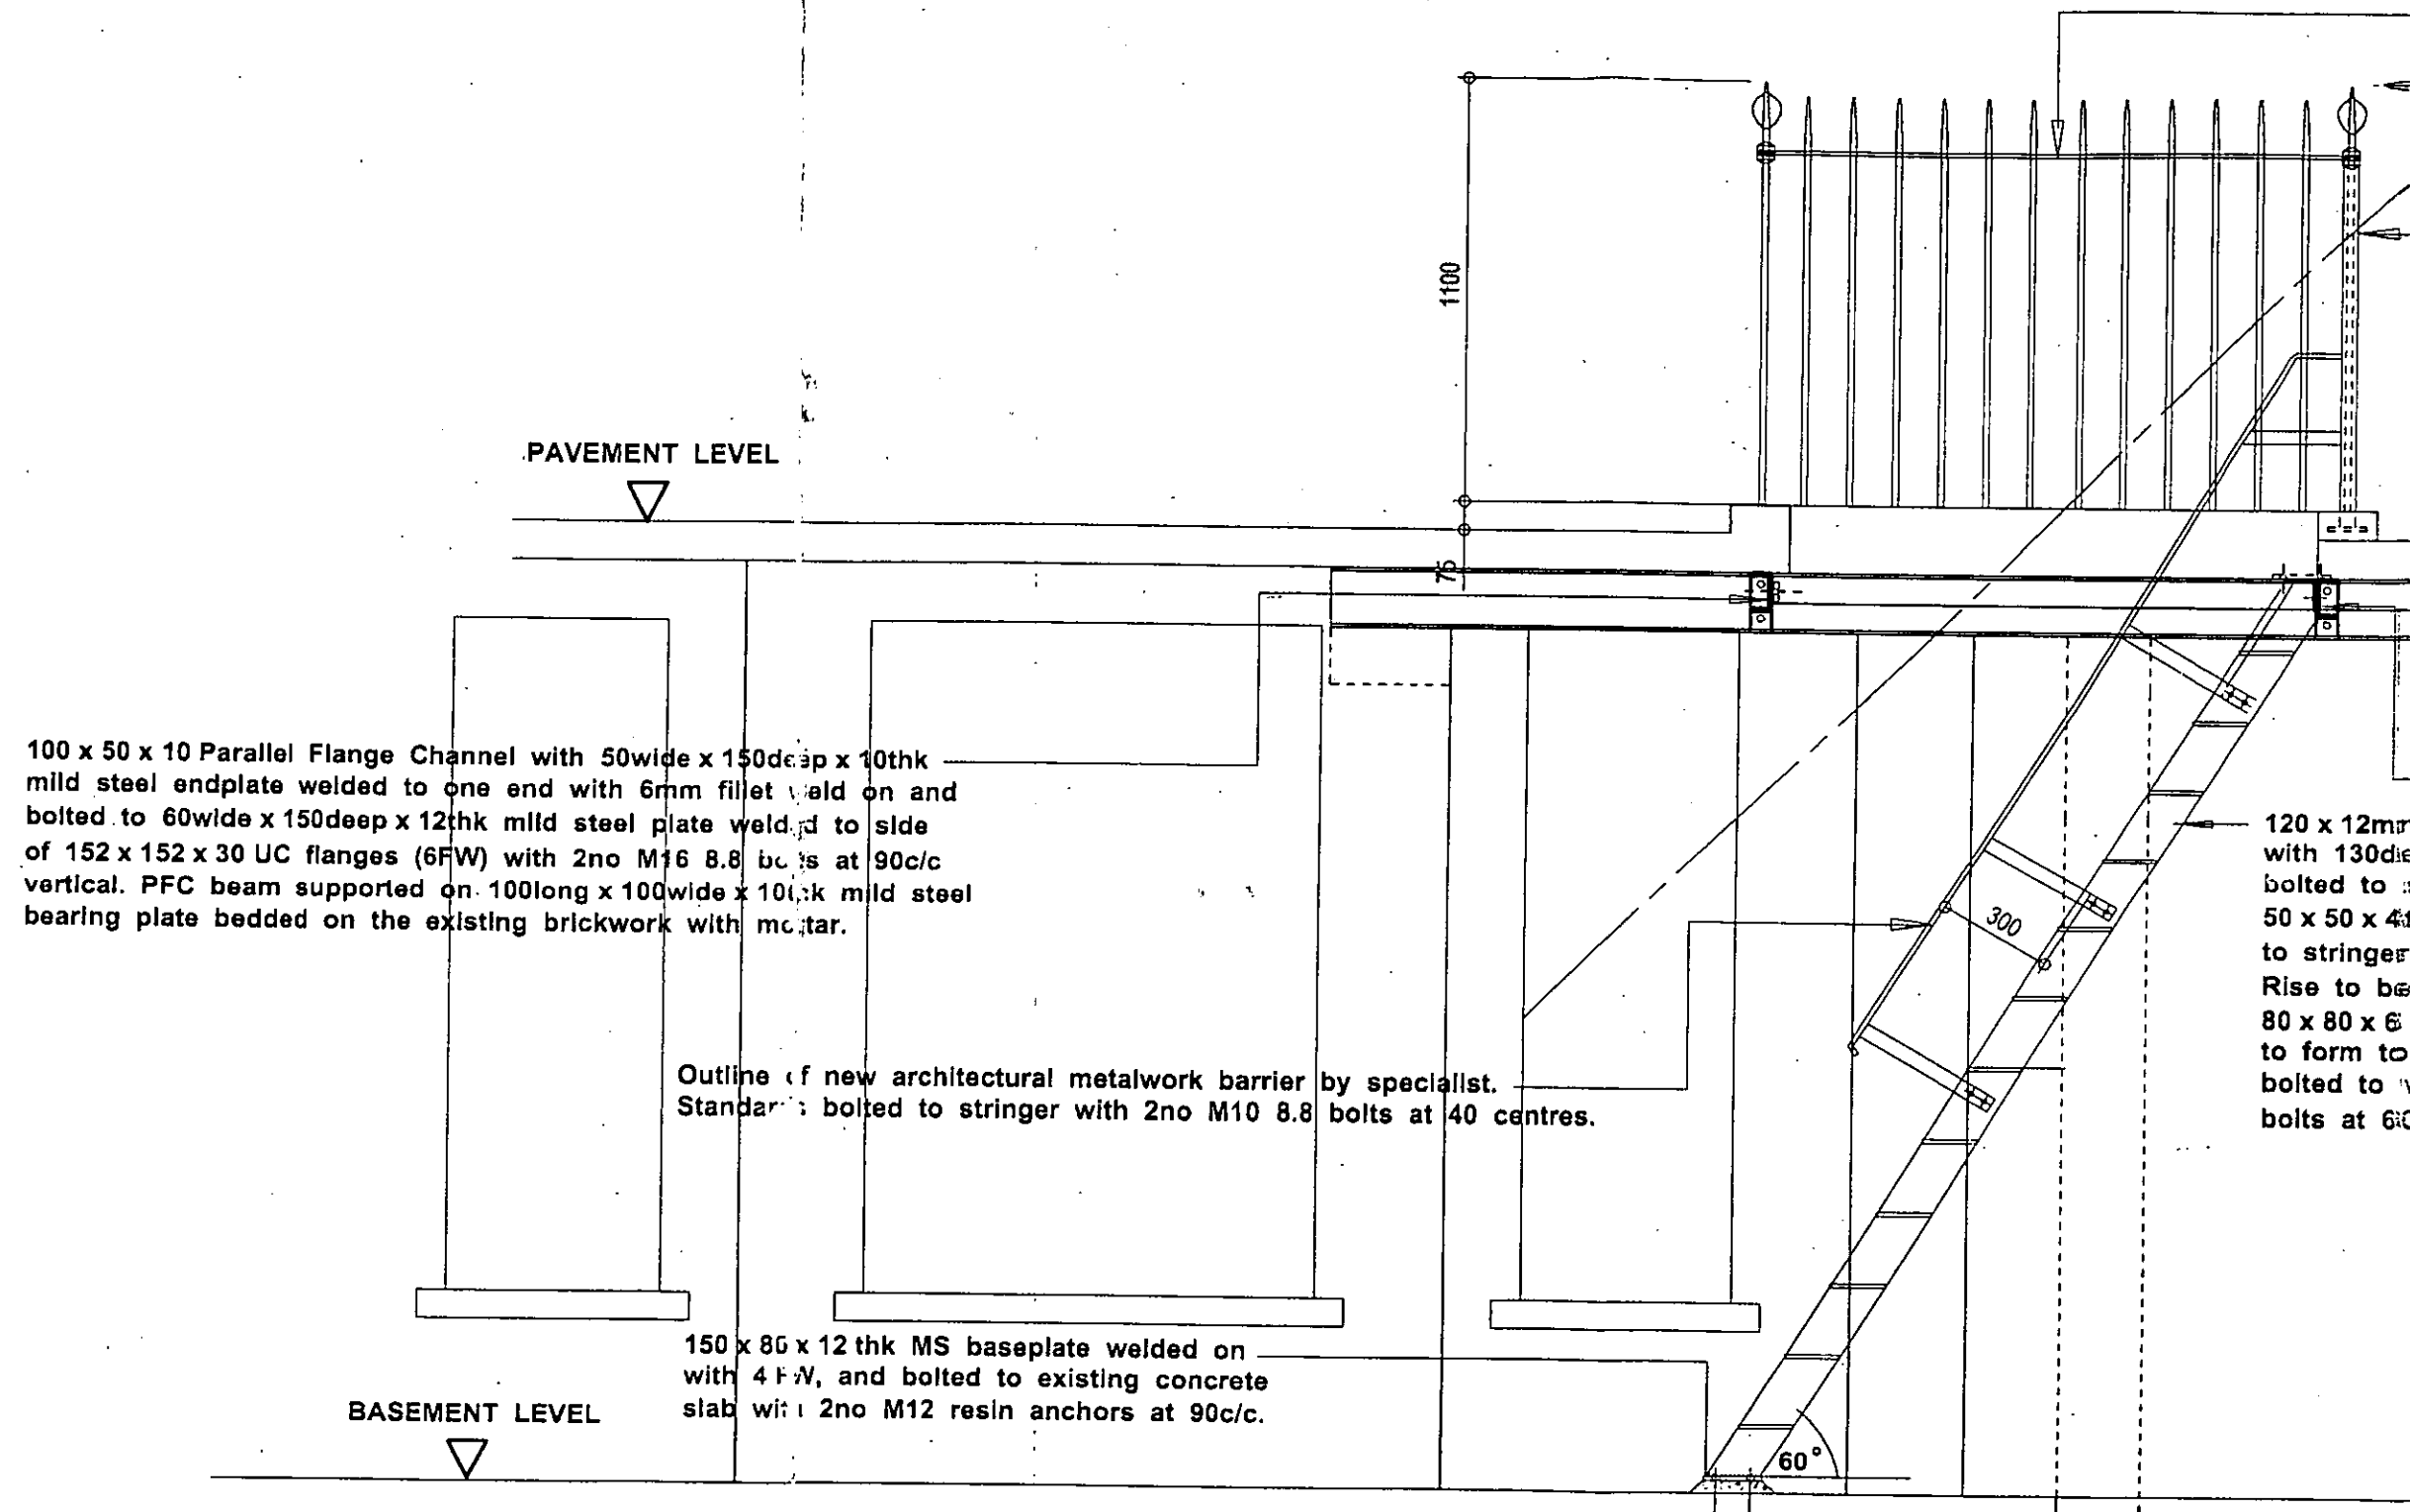 1100
PAVEMENT LEVEL
75
100 x 50 x 10 Parallel Flange Channel with 50wide x 150deep x 10thk
mild steel endplate welded to one end with 6mm fillet weld on and
bolted to 60wide x 150deep x 12thk mild steel plate welded to side
of 152 x 152 x 30 UC flanges (6FW) with 2no M16 8.8 bolts at 90c/c
vertical. PFC beam supported on 100long x 100wide x 10thk mild steel
bearing plate bedded on the existing brickwork with mortar.
120 x 12mm
with
bolted to
50 x 50 x
to stringer
Rise to
80 x 80 x
to form
bolted to
bolts at
300
Outline of new architectural metalwork barrier by specialist.
Standards bolted to stringer with 2no M10 8.8 bolts at 40 centres.
150 x 80 x 12 thk MS baseplate welded on
with 4 FW, and bolted to existing concrete
slab with 2no M12 resin anchors at 90c/c.
BASEMENT LEVEL
60°